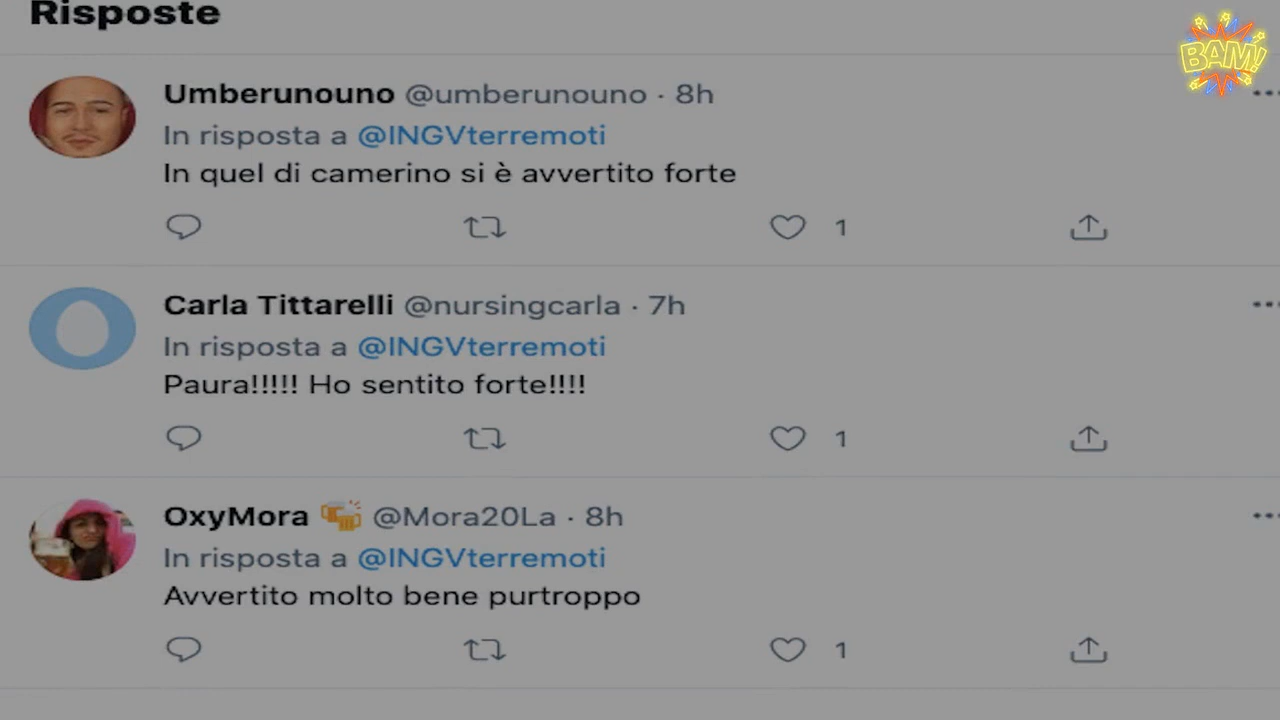 Risposte
BAM!
Umberunouno @umberunouno · 8h
In risposta a @INGVterremoti
In quel di camerino si è avvertito forte
1
Carla Tittarelli @nursingcarla · 7h
In risposta a @INGVterremoti
Paura!!!!! Ho sentito forte!!!!
1
OxyMora 🍻 @Mora20La · 8h
In risposta a @INGVterremoti
Avvertito molto bene purtroppo
1